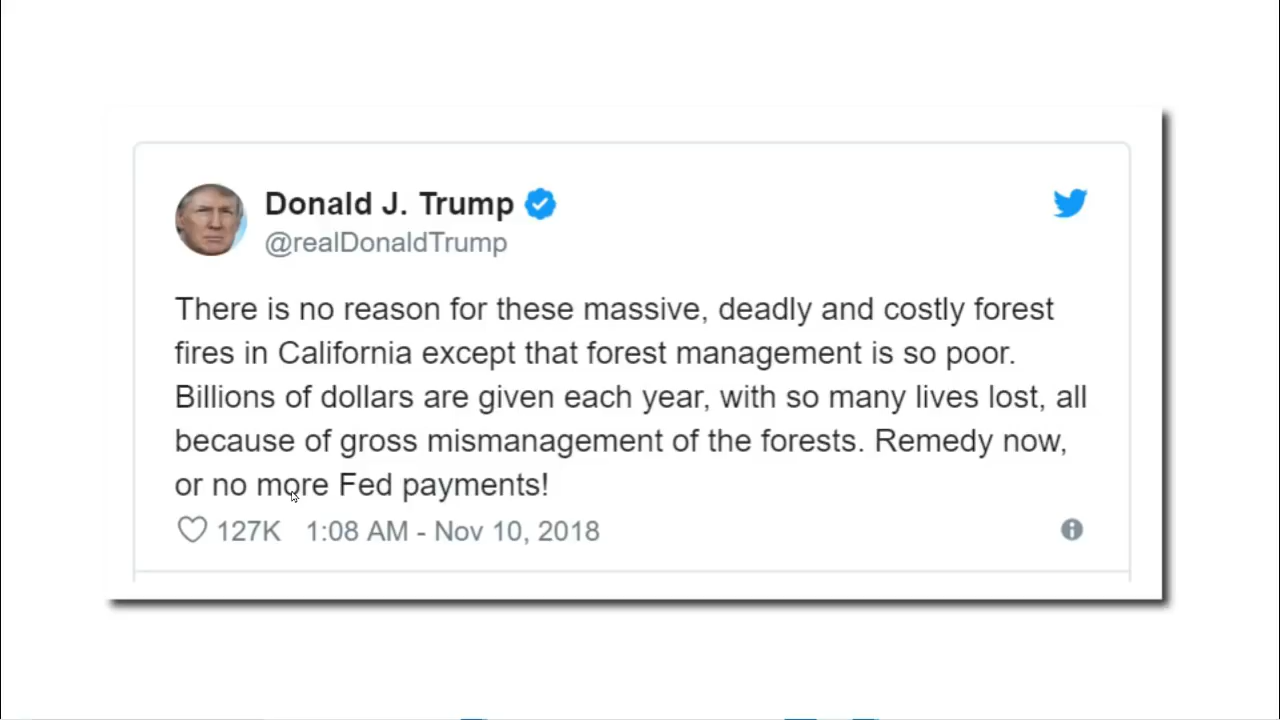 Donald J. Trump
@realDonaldTrump
There is no reason for these massive, deadly and costly forest
fires in California except that forest management is so poor.
Billions of dollars are given each year, with so many lives lost, all
because of gross mismanagement of the forests. Remedy now,
or no more Fed payments!
127K 1:08 AM - Nov 10, 2018